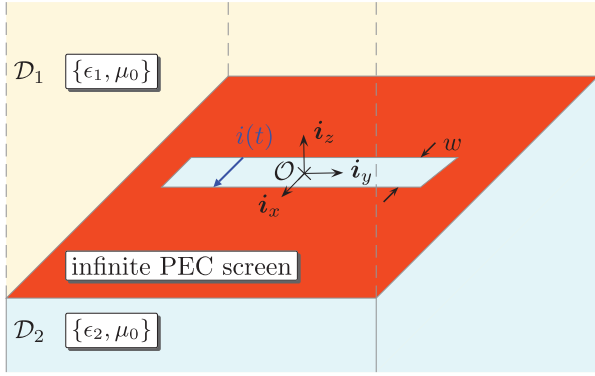 𝒟₁ {ϵ₁, μ₀}
i(t)
i_z
w
𝒪
i_y
i_x
infinite PEC screen
𝒟₂ {ϵ₂, μ₀}